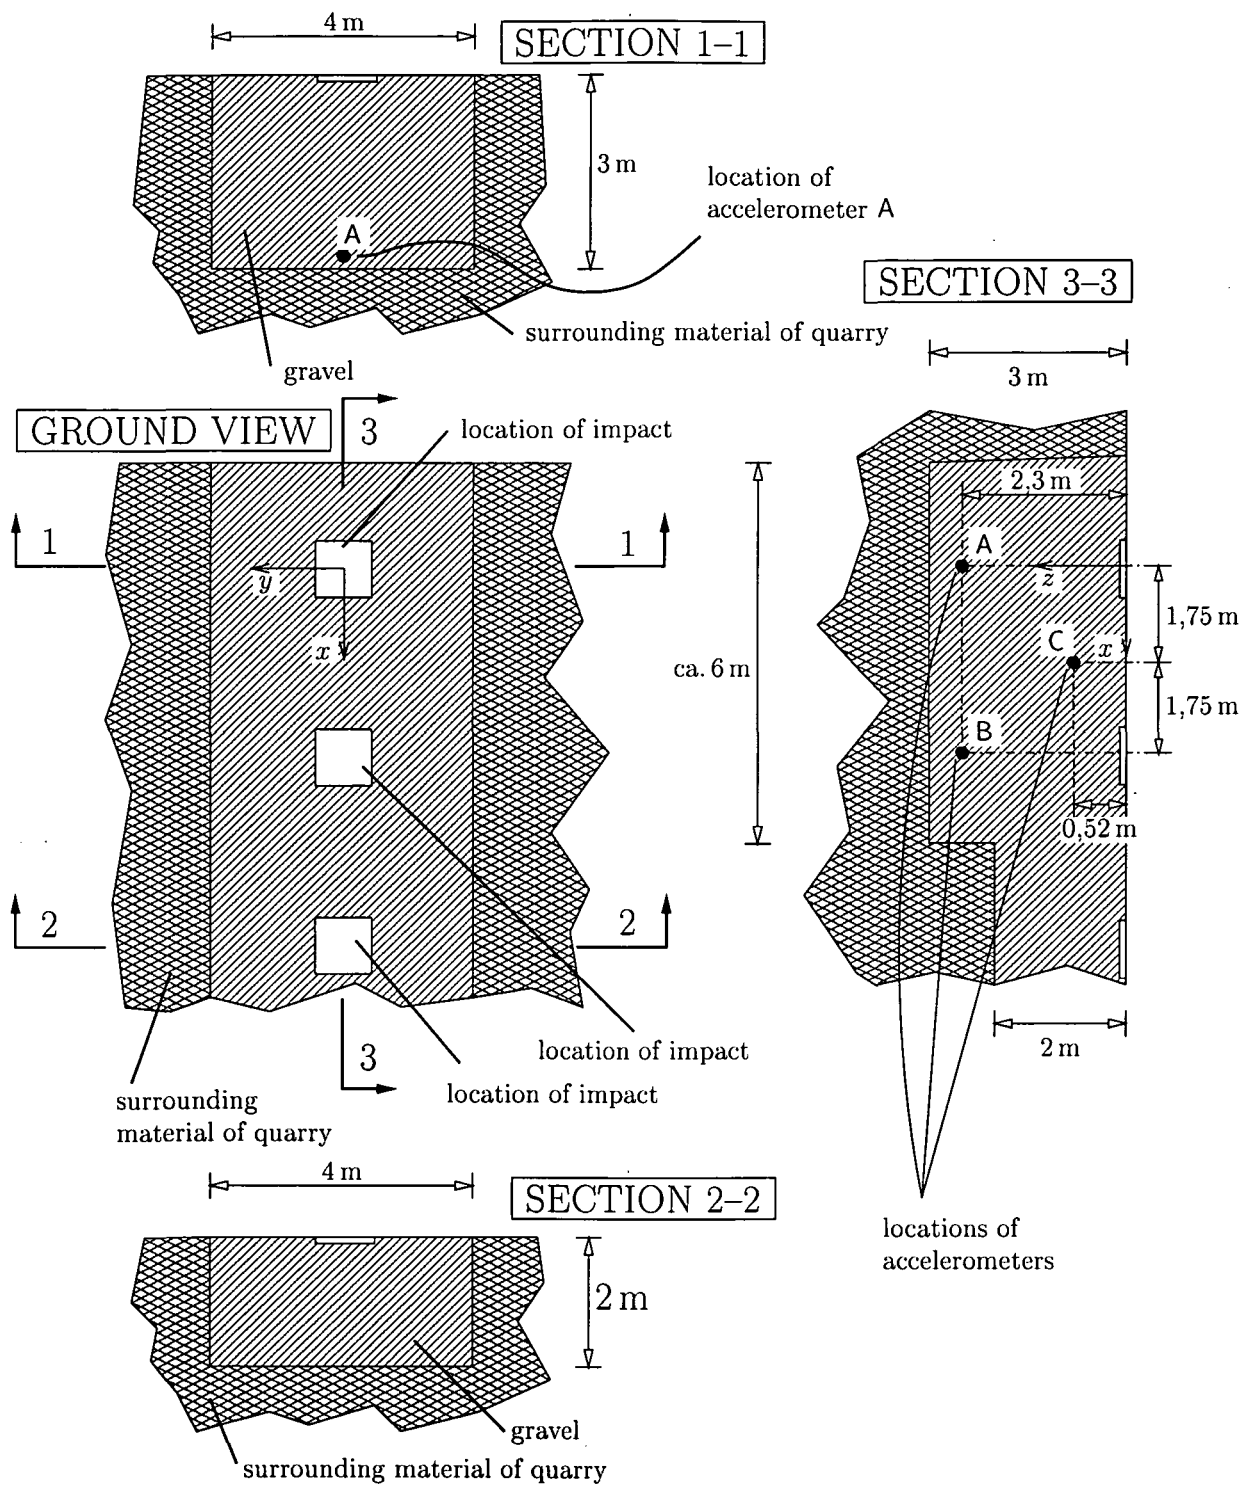 4 m
SECTION 1–1
3 m
location of
accelerometer A
A
surrounding material of quarry
gravel
SECTION 3–3
3 m
GROUND VIEW
3
location of impact
2,3 m
1
1
A
y
z
x
C
x
1,75 m
ca. 6 m
1,75 m
B
0,52 m
2
2
3
location of impact
location of impact
2 m
surrounding
material of quarry
4 m
SECTION 2–2
locations of
accelerometers
2 m
gravel
surrounding material of quarry